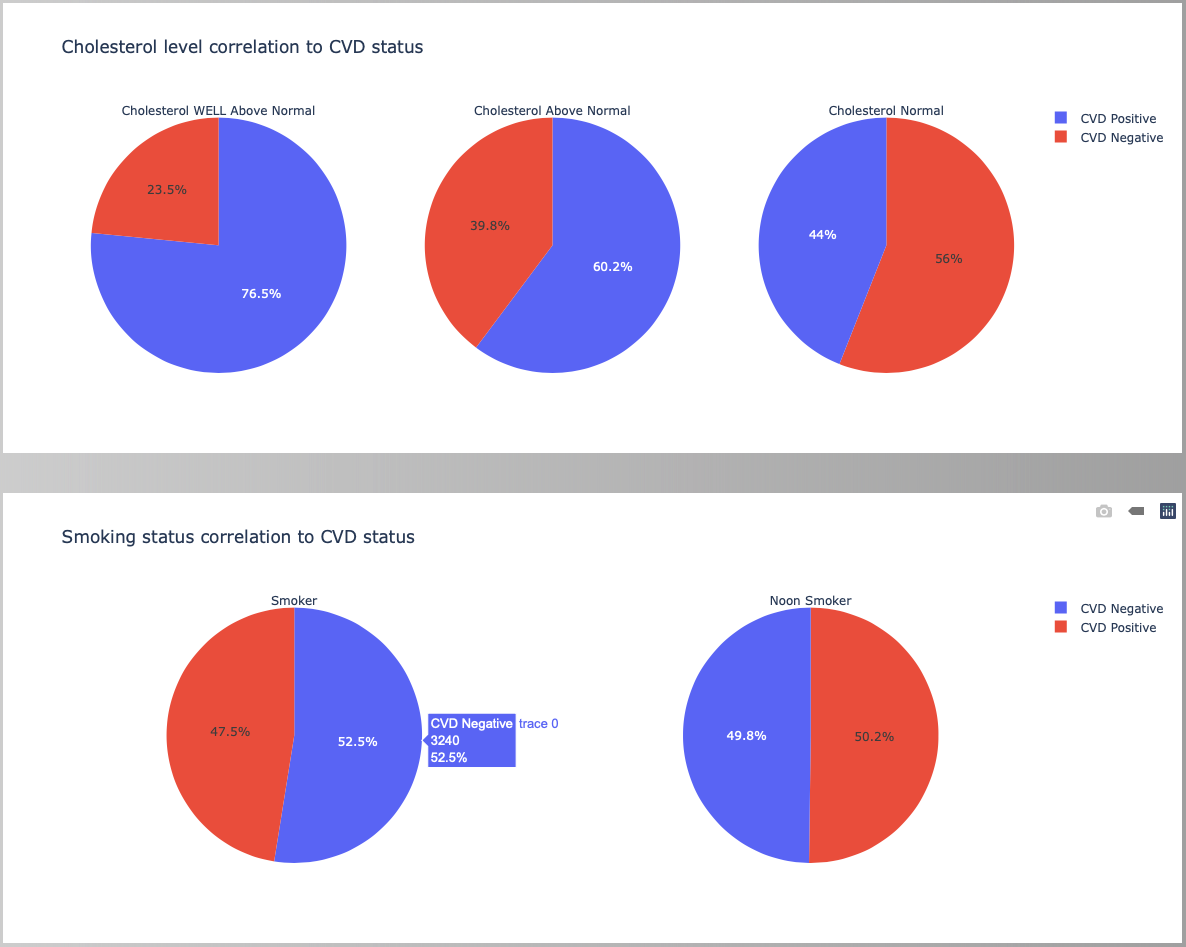 Cholesterol level correlation to CVD status
Cholesterol WELL Above Normal
Cholesterol Above Normal
Cholesterol Normal
CVD Positive
CVD Negative
23.5%
76.5%
39.8%
60.2%
44%
56%
Smoking status correlation to CVD status
Smoker
Noon Smoker
CVD Negative
CVD Positive
47.5%
52.5%
CVD Negative trace 0
3240
52.5%
49.8%
50.2%